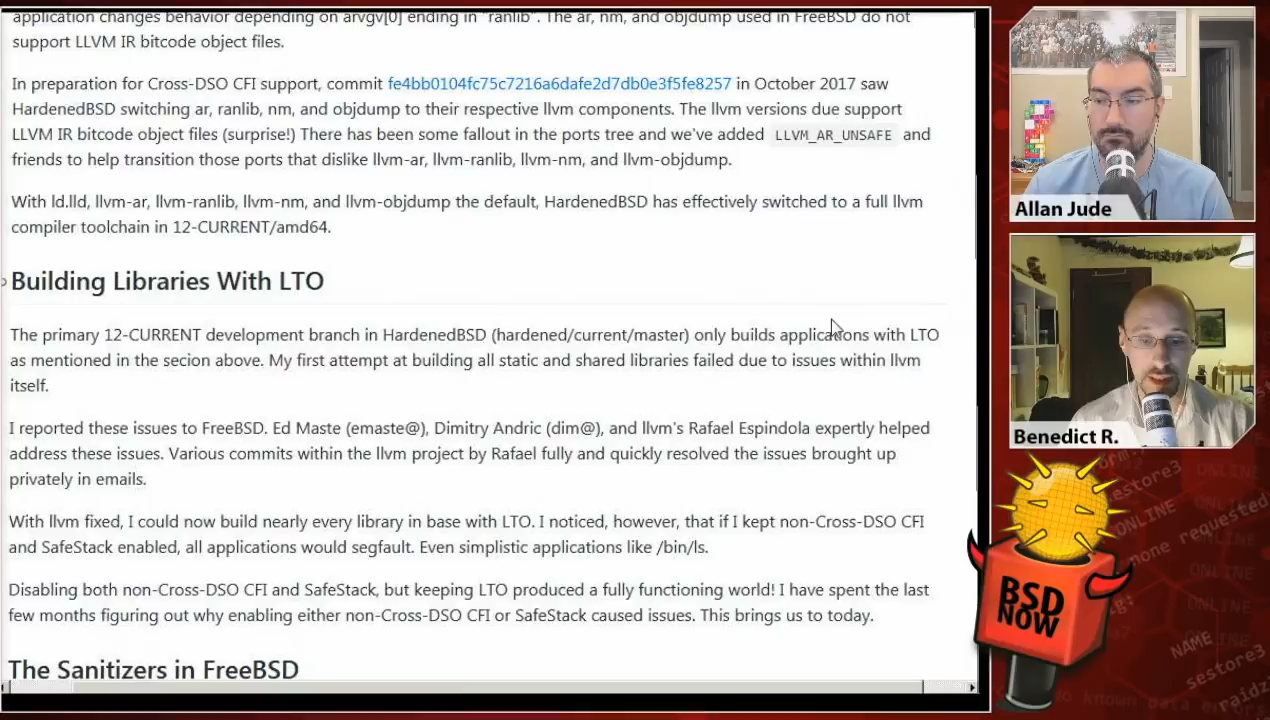 application changes behavior depending on arvgv[0] ending in "ranlib". The ar, nm, and objdump used in FreeBSD do not
support LLVM IR bitcode object files.
In preparation for Cross-DSO CFI support, commit fe4bb0104fc75c7216a6dafe2d7db0e3f5fe8257 in October 2017 saw
HardenedBSD switching ar, ranlib, nm, and objdump to their respective llvm components. The llvm versions due support
LLVM IR bitcode object files (surprise!) There has been some fallout in the ports tree and we've added LLVM_AR_UNSAFE and
friends to help transition those ports that dislike llvm-ar, llvm-ranlib, llvm-nm, and llvm-objdump.
With ld.lld, llvm-ar, llvm-ranlib, llvm-nm, and llvm-objdump the default, HardenedBSD has effectively switched to a full llvm
compiler toolchain in 12-CURRENT/amd64.
Building Libraries With LTO
The primary 12-CURRENT development branch in HardenedBSD (hardened/current/master) only builds applications with LTO
as mentioned in the secion above. My first attempt at building all static and shared libraries failed due to issues within llvm
itself.
I reported these issues to FreeBSD. Ed Maste (emaste@), Dimitry Andric (dim@), and llvm's Rafael Espindola expertly helped
address these issues. Various commits within the llvm project by Rafael fully and quickly resolved the issues brought up
privately in emails.
With llvm fixed, I could now build nearly every library in base with LTO. I noticed, however, that if I kept non-Cross-DSO CFI
and SafeStack enabled, all applications would segfault. Even simplistic applications like /bin/ls.
Disabling both non-Cross-DSO CFI and SafeStack, but keeping LTO produced a fully functioning world! I have spent the last
few months figuring out why enabling either non-Cross-DSO CFI or SafeStack caused issues. This brings us to today.
The Sanitizers in FreeBSD
Allan Jude
Benedict R.
BSD
NOW
ONLINE
ONLINE
sestore3
none requested
ONLINE
NAME
sestore3
raidz
known data errors